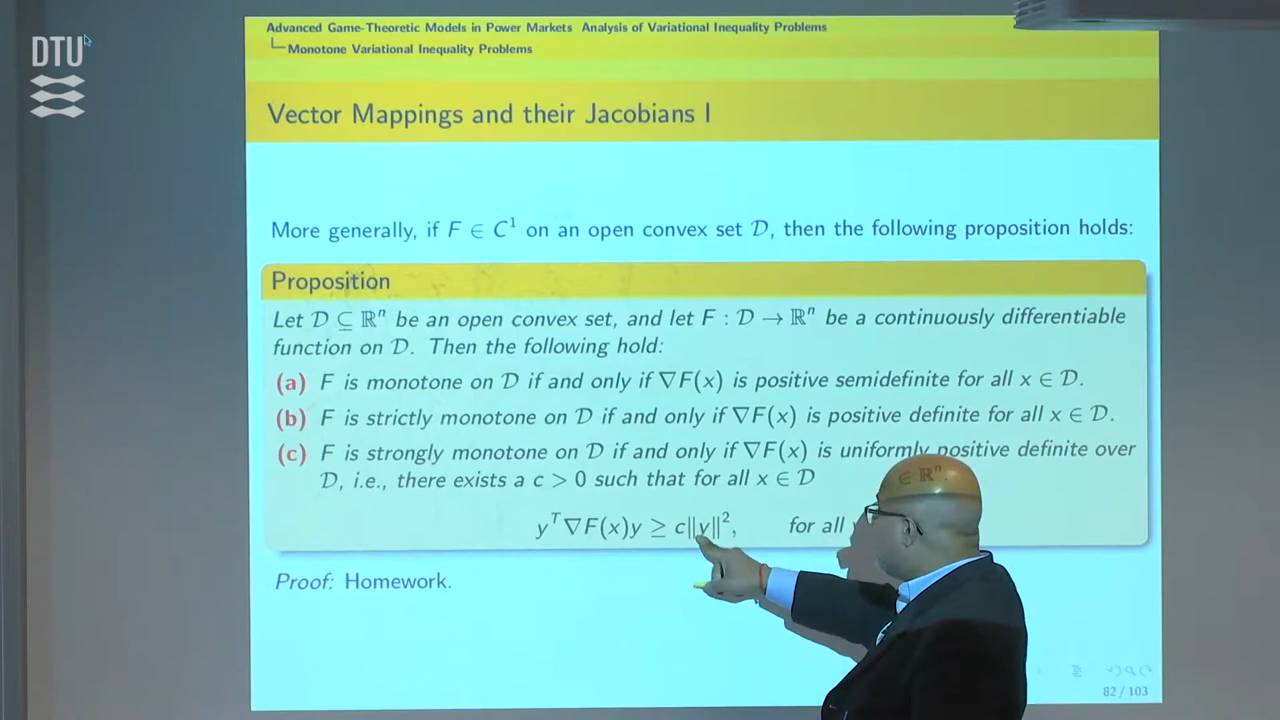 DTU
Advanced Game-Theoretic Models in Power Markets Analysis of Variational Inequality Problems
Monotone Variational Inequality Problems
Vector Mappings and their Jacobians I
More generally, if F ∈ C¹ on an open convex set 𝒟, then the following proposition holds:
Proposition
Let 𝒟 ⊆ ℝⁿ be an open convex set, and let F : 𝒟 → ℝⁿ be a continuously differentiable
function on 𝒟. Then the following hold:
(a) F is monotone on 𝒟 if and only if ∇F(x) is positive semidefinite for all x ∈ 𝒟.
(b) F is strictly monotone on 𝒟 if and only if ∇F(x) is positive definite for all x ∈ 𝒟.
(c) F is strongly monotone on 𝒟 if and only if ∇F(x) is uniformly positive definite over
𝒟, i.e., there exists a c > 0 such that for all x ∈ 𝒟
yᵀ∇F(x)y ≥ c‖y‖², for all ∈ ℝⁿ.
Proof: Homework.
82 / 103